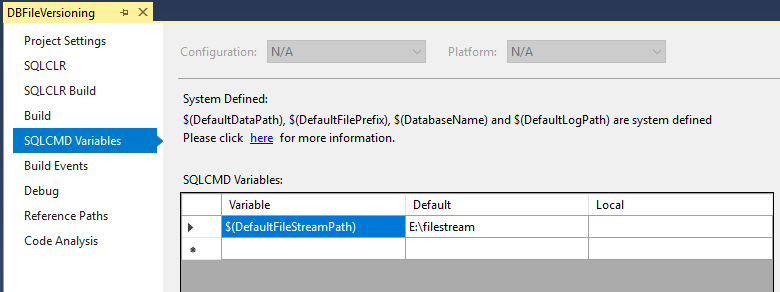 DBFileVersioning
Project Settings
SQLCLR
SQLCLR Build
Build
SQLCMD Variables
Build Events
Debug
Reference Paths
Code Analysis
Configuration: N/A Platform: N/A
System Defined:
$(DefaultDataPath), $(DefaultFilePrefix), $(DatabaseName) and $(DefaultLogPath) are system defined
Please click here for more information.
SQLCMD Variables:
Variable Default Local
$(DefaultFileStreamPath) E:\filestream